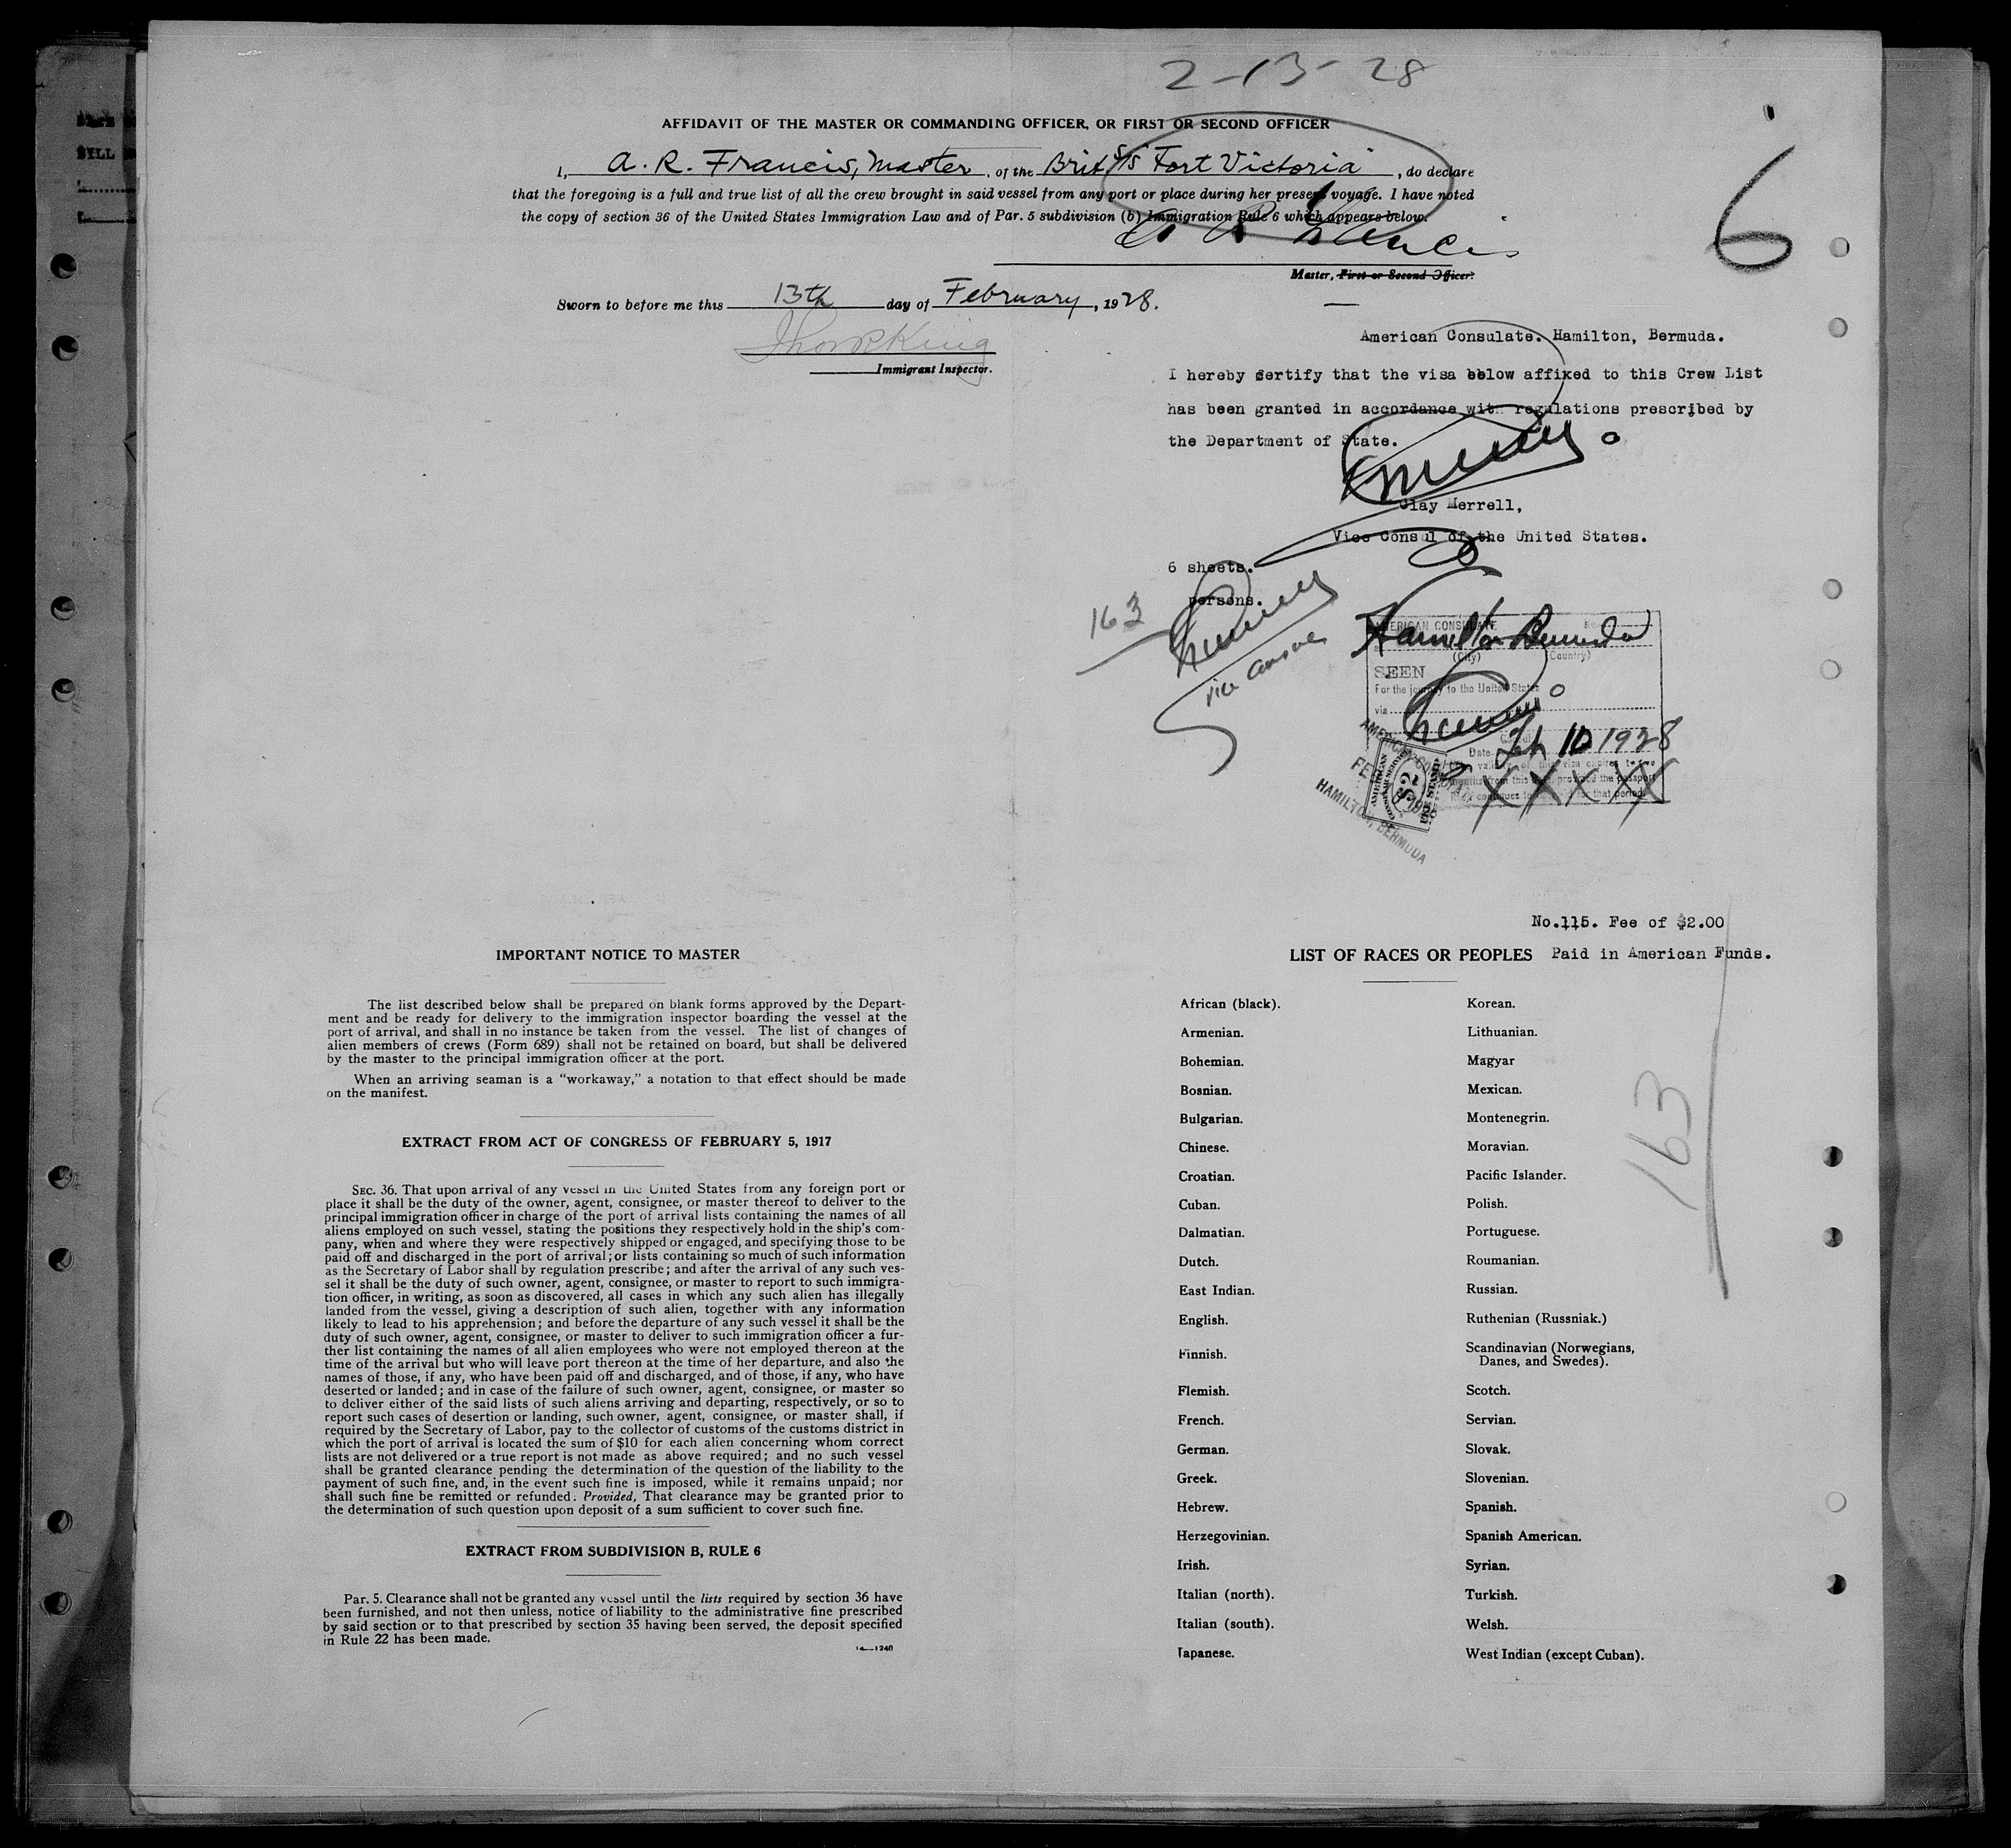 2-13-28
AFFIDAVIT OF THE MASTER OR COMMANDING OFFICER, OR FIRST OR SECOND OFFICER
I, A. R. Francis, Master, of the Brit S/S "Fort Victoria", do declare
that the foregoing is a full and true list of all the crew brought in said vessel from any port or place during her present voyage. I have noted
the copy of section 36 of the United States Immigration Law and of Par. 5 subdivision (b) Immigration Rule 6 which appears below.
6
A R Francis
Master, First or Second Officer.
Sworn to before me this 13th day of February, 1928.
Immigrant Inspector.
American Consulate. Hamilton, Bermuda.
I hereby certify that the visa below affixed to this Crew List
has been granted in accordance with regulations prescribed by
the Department of State.
Clay Merrell,
Vice Consul of the United States.
6 sheets.
163 persons.
Vice Consul
AMERICAN CONSULATE
Hamilton Bermuda
(City) (Country)
SEEN
For the journey to the United States
via
Date Feb 10 1928
XXXXX
AMERICAN CONSULATE
HAMILTON, BERMUDA
No.115. Fee of $2.00
Paid in American Funds.
IMPORTANT NOTICE TO MASTER
The list described below shall be prepared on blank forms approved by the Depart-
ment and be ready for delivery to the immigration inspector boarding the vessel at the
port of arrival, and shall in no instance be taken from the vessel. The list of changes of
alien members of crews (Form 689) shall not be retained on board, but shall be delivered
by the master to the principal immigration officer at the port.
When an arriving seaman is a "workaway," a notation to that effect should be made
on the manifest.
EXTRACT FROM ACT OF CONGRESS OF FEBRUARY 5, 1917
SEC. 36. That upon arrival of any vessel in the United States from any foreign port or
place it shall be the duty of the owner, agent, consignee, or master thereof to deliver to the
principal immigration officer in charge of the port of arrival lists containing the names of all
aliens employed on such vessel, stating the positions they respectively hold in the ship's com-
pany, when and where they were respectively shipped or engaged, and specifying those to be
paid off and discharged in the port of arrival; or lists containing so much of such information
as the Secretary of Labor shall by regulation prescribe; and after the arrival of any such ves-
sel it shall be the duty of such owner, agent, consignee, or master to report to such immigra-
tion officer, in writing, as soon as discovered, all cases in which any such alien has illegally
landed from the vessel, giving a description of such alien, together with any information
likely to lead to his apprehension; and before the departure of any such vessel it shall be the
duty of such owner, agent, consignee, or master to deliver to such immigration officer a fur-
ther list containing the names of all alien employees who were not employed thereon at the
time of the arrival but who will leave port thereon at the time of her departure, and also the
names of those, if any, who have been paid off and discharged, and of those, if any, who have
deserted or landed; and in case of the failure of such owner, agent, consignee, or master so
to deliver either of the said lists of such aliens arriving and departing, respectively, or so to
report such cases of desertion or landing, such owner, agent, consignee, or master shall, if
required by the Secretary of Labor, pay to the collector of customs of the customs district in
which the port of arrival is located the sum of $10 for each alien concerning whom correct
lists are not delivered or a true report is not made as above required; and no such vessel
shall be granted clearance pending the determination of the question of the liability to the
payment of such fine, and, in the event such fine is imposed, while it remains unpaid; nor
shall such fine be remitted or refunded: Provided, That clearance may be granted prior to
the determination of such question upon deposit of a sum sufficient to cover such fine.
EXTRACT FROM SUBDIVISION B, RULE 6
Par. 5. Clearance shall not be granted any vessel until the lists required by section 36 have
been furnished, and not then unless, notice of liability to the administrative fine prescribed
by said section or to that prescribed by section 35 having been served, the deposit specified
in Rule 22 has been made.
14—1240
LIST OF RACES OR PEOPLES
African (black).
Armenian.
Bohemian.
Bosnian.
Bulgarian.
Chinese.
Croatian.
Cuban.
Dalmatian.
Dutch.
East Indian.
English.
Finnish.
Flemish.
French.
German.
Greek.
Hebrew.
Herzegovinian.
Irish.
Italian (north).
Italian (south).
Japanese.
Korean.
Lithuanian.
Magyar
Mexican.
Montenegrin.
Moravian.
Pacific Islander.
Polish.
Portuguese.
Roumanian.
Russian.
Ruthenian (Russniak.)
Scandinavian (Norwegians,
Danes, and Swedes).
Scotch.
Servian.
Slovak.
Slovenian.
Spanish.
Spanish American.
Syrian.
Turkish.
Welsh.
West Indian (except Cuban).
163